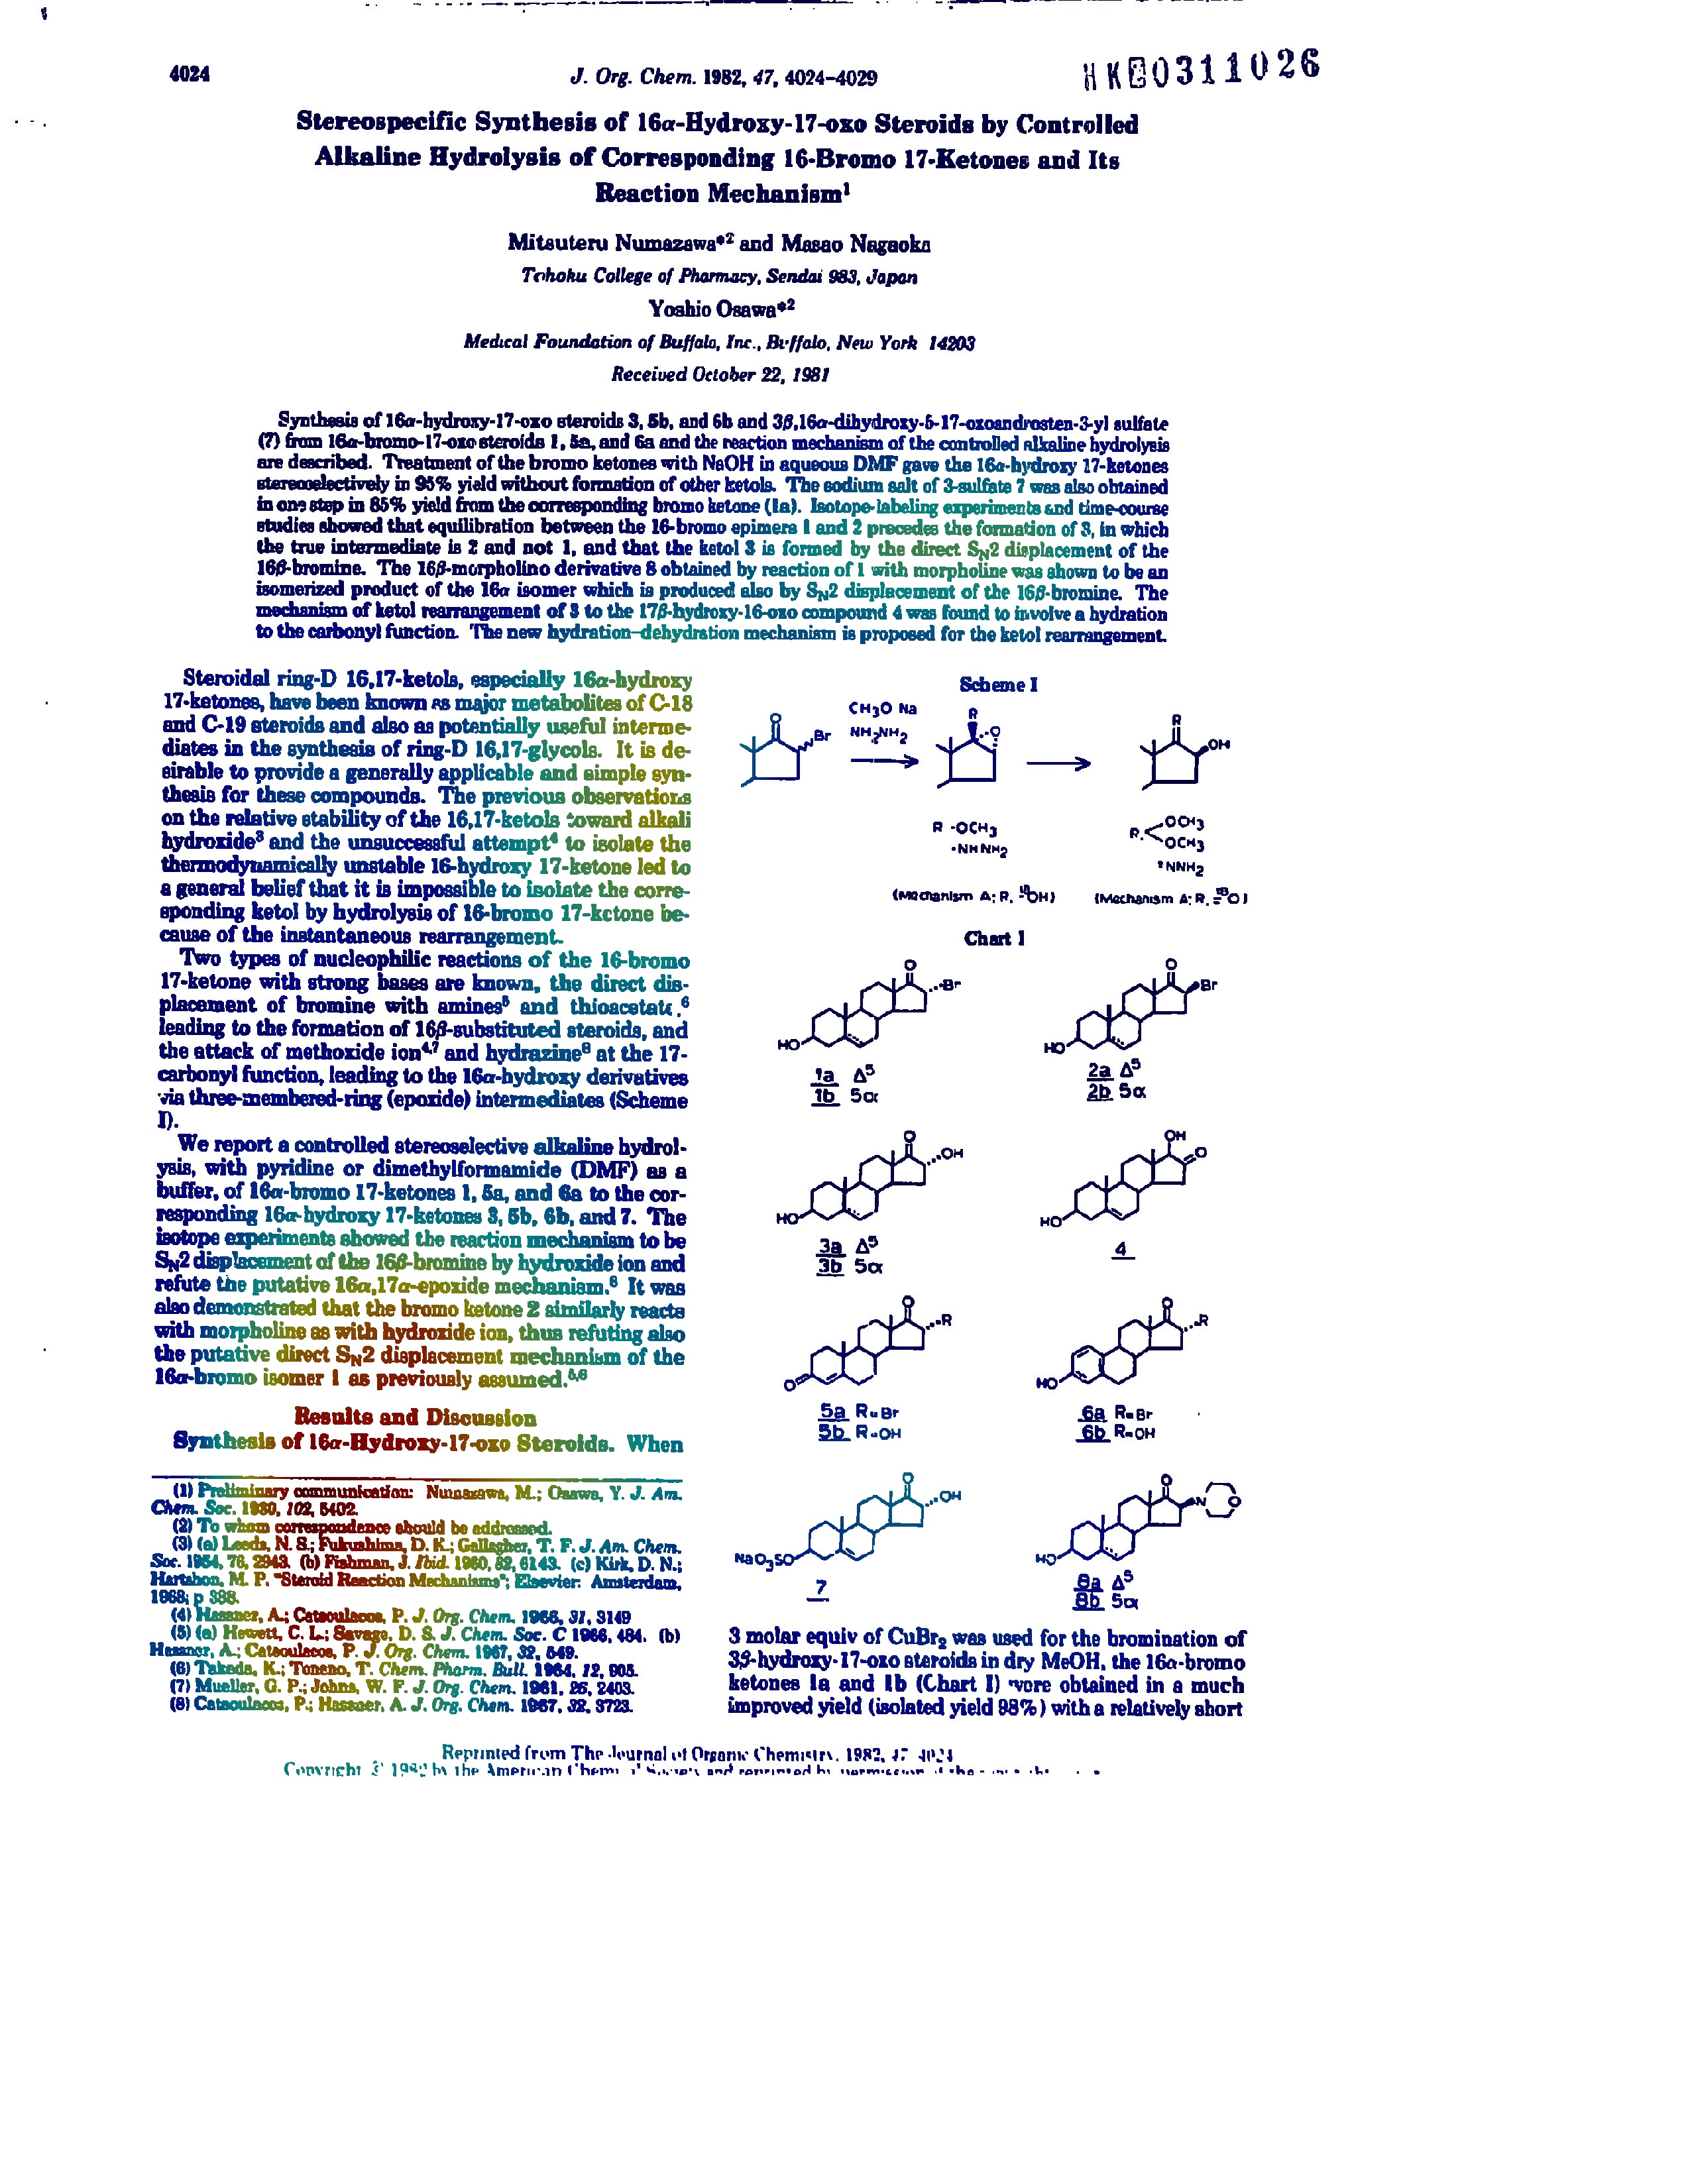 4024
J. Org. Chem. 1982, 47, 4024-4029
HK 0311026
Stereospecific Synthesis of 16α-Hydroxy-17-oxo Steroids by Controlled
Alkaline Hydrolysis of Corresponding 16-Bromo 17-Ketones and Its
Reaction Mechanism¹
Mitsuteru Numazawa*² and Masao Nagaoka
Tohoku College of Pharmacy, Sendai 983, Japan
Yoshio Osawa*²
Medical Foundation of Buffalo, Inc., Buffalo, New York 14203
Received October 22, 1981
Synthesis of 16α-hydroxy-17-oxo steroids 3, 5b, and 6b and 3β,16α-dihydroxy-5-17-oxoandrosten-3-yl sulfate
(7) from 16α-bromo-17-oxo steroids 1, 5a, and 6a and the reaction mechanism of the controlled alkaline hydrolysis
are described. Treatment of the bromo ketones with NaOH in aqueous DMF gave the 16α-hydroxy 17-ketones
stereoselectively in 95% yield without formation of other ketols. The sodium salt of 3-sulfate 7 was also obtained
in one step in 85% yield from the corresponding bromo ketone (1a). Isotope-labeling experiments and time-course
studies showed that equilibration between the 16-bromo epimers 1 and 2 precedes the formation of 3, in which
the true intermediate is 2 and not 1, and that the ketol 3 is formed by the direct SN2 displacement of the
16β-bromine. The 16β-morpholino derivative 8 obtained by reaction of 1 with morpholine was shown to be an
isomerized product of the 16α isomer which is produced also by SN2 displacement of the 16β-bromine. The
mechanism of ketol rearrangement of 3 to the 17β-hydroxy-16-oxo compound 4 was found to involve a hydration
to the carbonyl function. The new hydration-dehydration mechanism is proposed for the ketol rearrangement.
Steroidal ring-D 16,17-ketols, especially 16α-hydroxy
17-ketones, have been known as major metabolites of C-18
and C-19 steroids and also as potentially useful interme-
diates in the synthesis of ring-D 16,17-glycols. It is de-
sirable to provide a generally applicable and simple syn-
thesis for these compounds. The previous observations
on the relative stability of the 16,17-ketols toward alkali
hydroxide³ and the unsuccessful attempt⁴ to isolate the
thermodynamically unstable 16-hydroxy 17-ketone led to
a general belief that it is impossible to isolate the corre-
sponding ketol by hydrolysis of 16-bromo 17-ketone be-
cause of the instantaneous rearrangement.
Two types of nucleophilic reactions of the 16-bromo
17-ketone with strong bases are known, the direct dis-
placement of bromine with amines⁵ and thioacetate,⁶
leading to the formation of 16β-substituted steroids, and
the attack of methoxide ion⁴,⁷ and hydrazine⁸ at the 17-
carbonyl function, leading to the 16α-hydroxy derivatives
via three-membered-ring (epoxide) intermediates (Scheme
I).
We report a controlled stereoselective alkaline hydrol-
ysis, with pyridine or dimethylformamide (DMF) as a
buffer, of 16α-bromo 17-ketones 1, 5a, and 6a to the cor-
responding 16α-hydroxy 17-ketones 3, 5b, 6b, and 7. The
isotope experiments showed the reaction mechanism to be
SN2 displacement of the 16β-bromine by hydroxide ion and
refute the putative 16α,17α-epoxide mechanism.⁸ It was
also demonstrated that the bromo ketone 2 similarly reacts
with morpholine as with hydroxide ion, thus refuting also
the putative direct SN2 displacement mechanism of the
16α-bromo isomer 1 as previously assumed.⁵,⁶
Results and Discussion
Synthesis of 16α-Hydroxy-17-oxo Steroids. When
(1) Preliminary communication: Numazawa, M.; Osawa, Y. J. Am.
Chem. Soc. 1980, 102, 5402.
(2) To whom correspondence should be addressed.
(3) (a) Leeds, N. S.; Fukushima, D. K.; Gallagher, T. F. J. Am. Chem.
Soc. 1954, 76, 2943. (b) Fishman, J. Ibid. 1960, 82, 6143. (c) Kirk, D. N.;
Hartshon, M. P. "Steroid Reaction Mechanisms"; Elsevier: Amsterdam,
1968; p 388.
(4) Hassner, A.; Catsoulacos, P. J. Org. Chem. 1966, 31, 3149
(5) (a) Hewett, C. L.; Savage, D. S. J. Chem. Soc. C 1966, 484. (b)
Hassner, A.; Catsoulacos, P. J. Org. Chem. 1967, 32, 549.
(6) Takeda, K.; Tomeno, T. Chem. Pharm. Bull. 1964, 12, 905.
(7) Mueller, G. P.; Johns, W. F. J. Org. Chem. 1961, 26, 2403.
(8) Catsoulacos, P.; Hassner, A. J. Org. Chem. 1967, 32, 3723.
Scheme I
O Br
CH3O Na
NH2NH2
R O
R OH
R -OCH3
-NHNH2
R OCH3
OCH3
=NNH2
(Mechanism A; R, -¹⁸OH)
(Mechanism A; R, =¹⁸O)
Chart I
O Br HO
1a Δ5
1b 5α
O Br HO
2a Δ5
2b 5α
O OH HO
3a Δ5
3b 5α
OH O HO
4
O R O
5a R=Br
5b R=OH
O R HO
6a R=Br
6b R=OH
O OH NaO3SO
7
O N O HO
8a Δ5
8b 5α
3 molar equiv of CuBr2 was used for the bromination of
3β-hydroxy-17-oxo steroids in dry MeOH, the 16α-bromo
ketones 1a and 1b (Chart I) were obtained in a much
improved yield (isolated yield 98%) with a relatively short
Reprinted from The Journal of Organic Chemistry, 1982, 47, 4024
Copyright © 1982 by the American Chemical Society and reprinted by permission of the